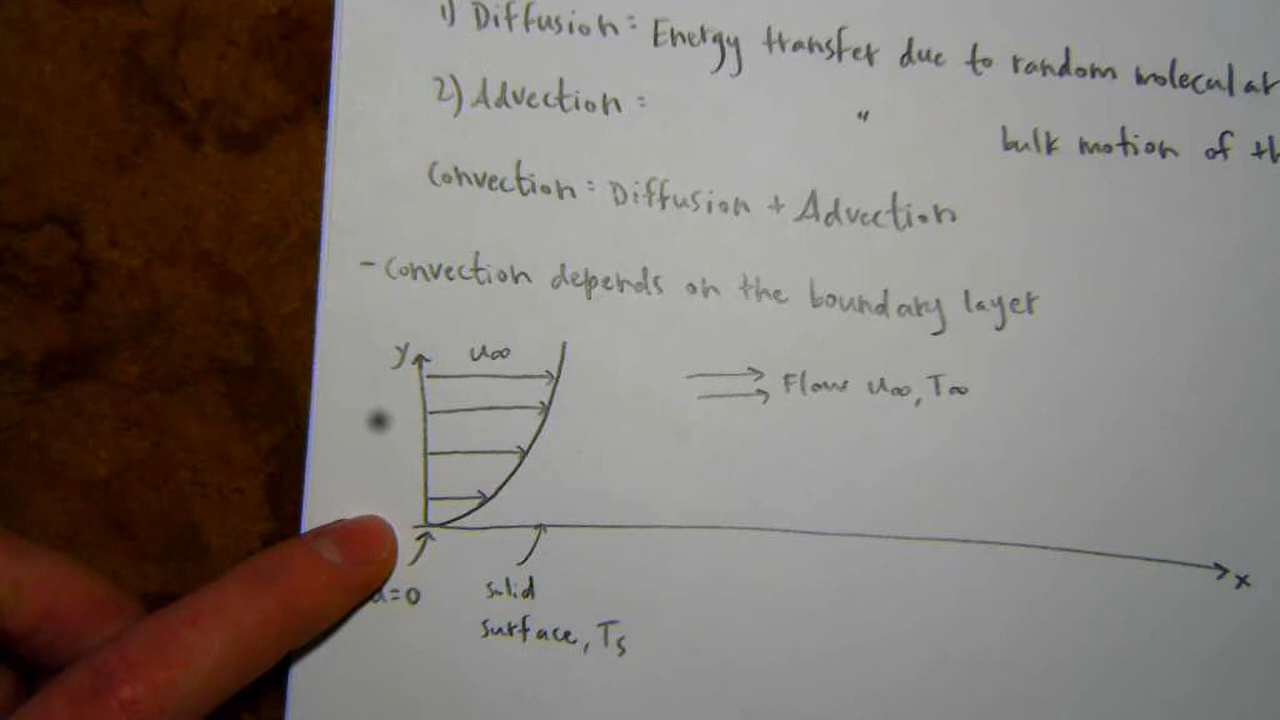 1) Diffusion: Energy transfer due to random molecular
2) Advection: " bulk motion of th
Convection: Diffusion + Advection
- Convection depends on the boundary layer
y u∞
Flow u∞, T∞
x
u=0 solid
surface, Ts